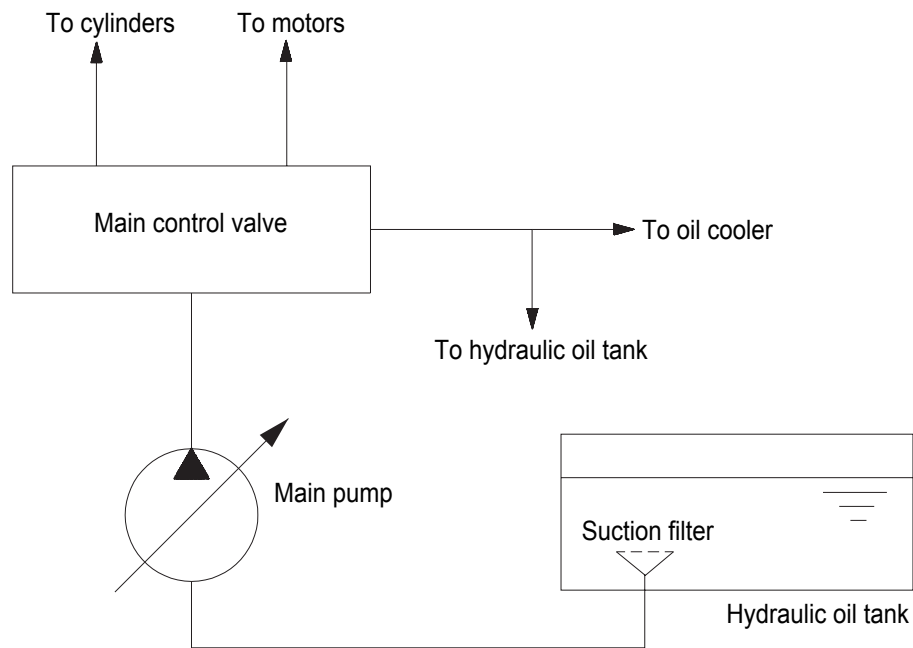 To cylinders
To motors
Main control valve
To oil cooler
To hydraulic oil tank
Main pump
Suction filter
Hydraulic oil tank